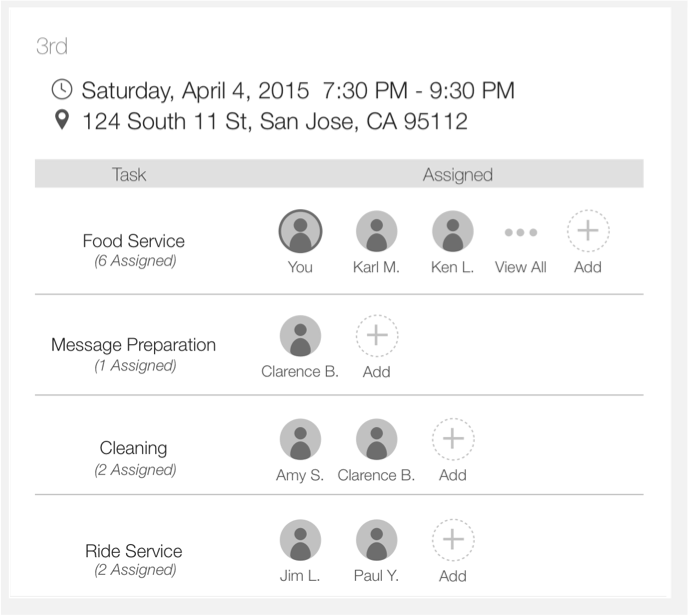 3rd
Saturday, April 4, 2015 7:30 PM - 9:30 PM
124 South 11 St, San Jose, CA 95112
Task Assigned
Food Service
(6 Assigned)
You Karl M. Ken L. View All Add
Message Preparation
(1 Assigned)
Clarence B. Add
Cleaning
(2 Assigned)
Amy S. Clarence B. Add
Ride Service
(2 Assigned)
Jim L. Paul Y. Add